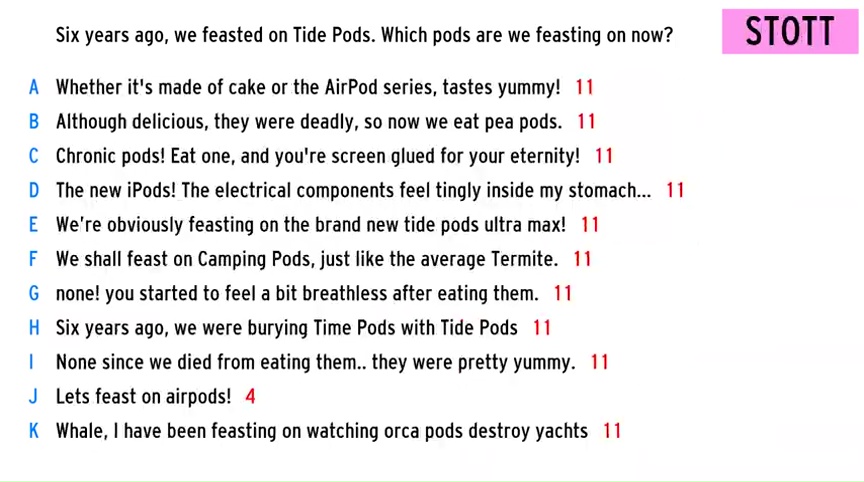 Six years ago, we feasted on Tide Pods. Which pods are we feasting on now?
STOTT
A Whether it's made of cake or the AirPod series, tastes yummy! 11
B Although delicious, they were deadly, so now we eat pea pods. 11
C Chronic pods! Eat one, and you're screen glued for your eternity! 11
D The new iPods! The electrical components feel tingly inside my stomach... 11
E We're obviously feasting on the brand new tide pods ultra max! 11
F We shall feast on Camping Pods, just like the average Termite. 11
G none! you started to feel a bit breathless after eating them. 11
H Six years ago, we were burying Time Pods with Tide Pods 11
I None since we died from eating them.. they were pretty yummy. 11
J Lets feast on airpods! 4
K Whale, I have been feasting on watching orca pods destroy yachts 11